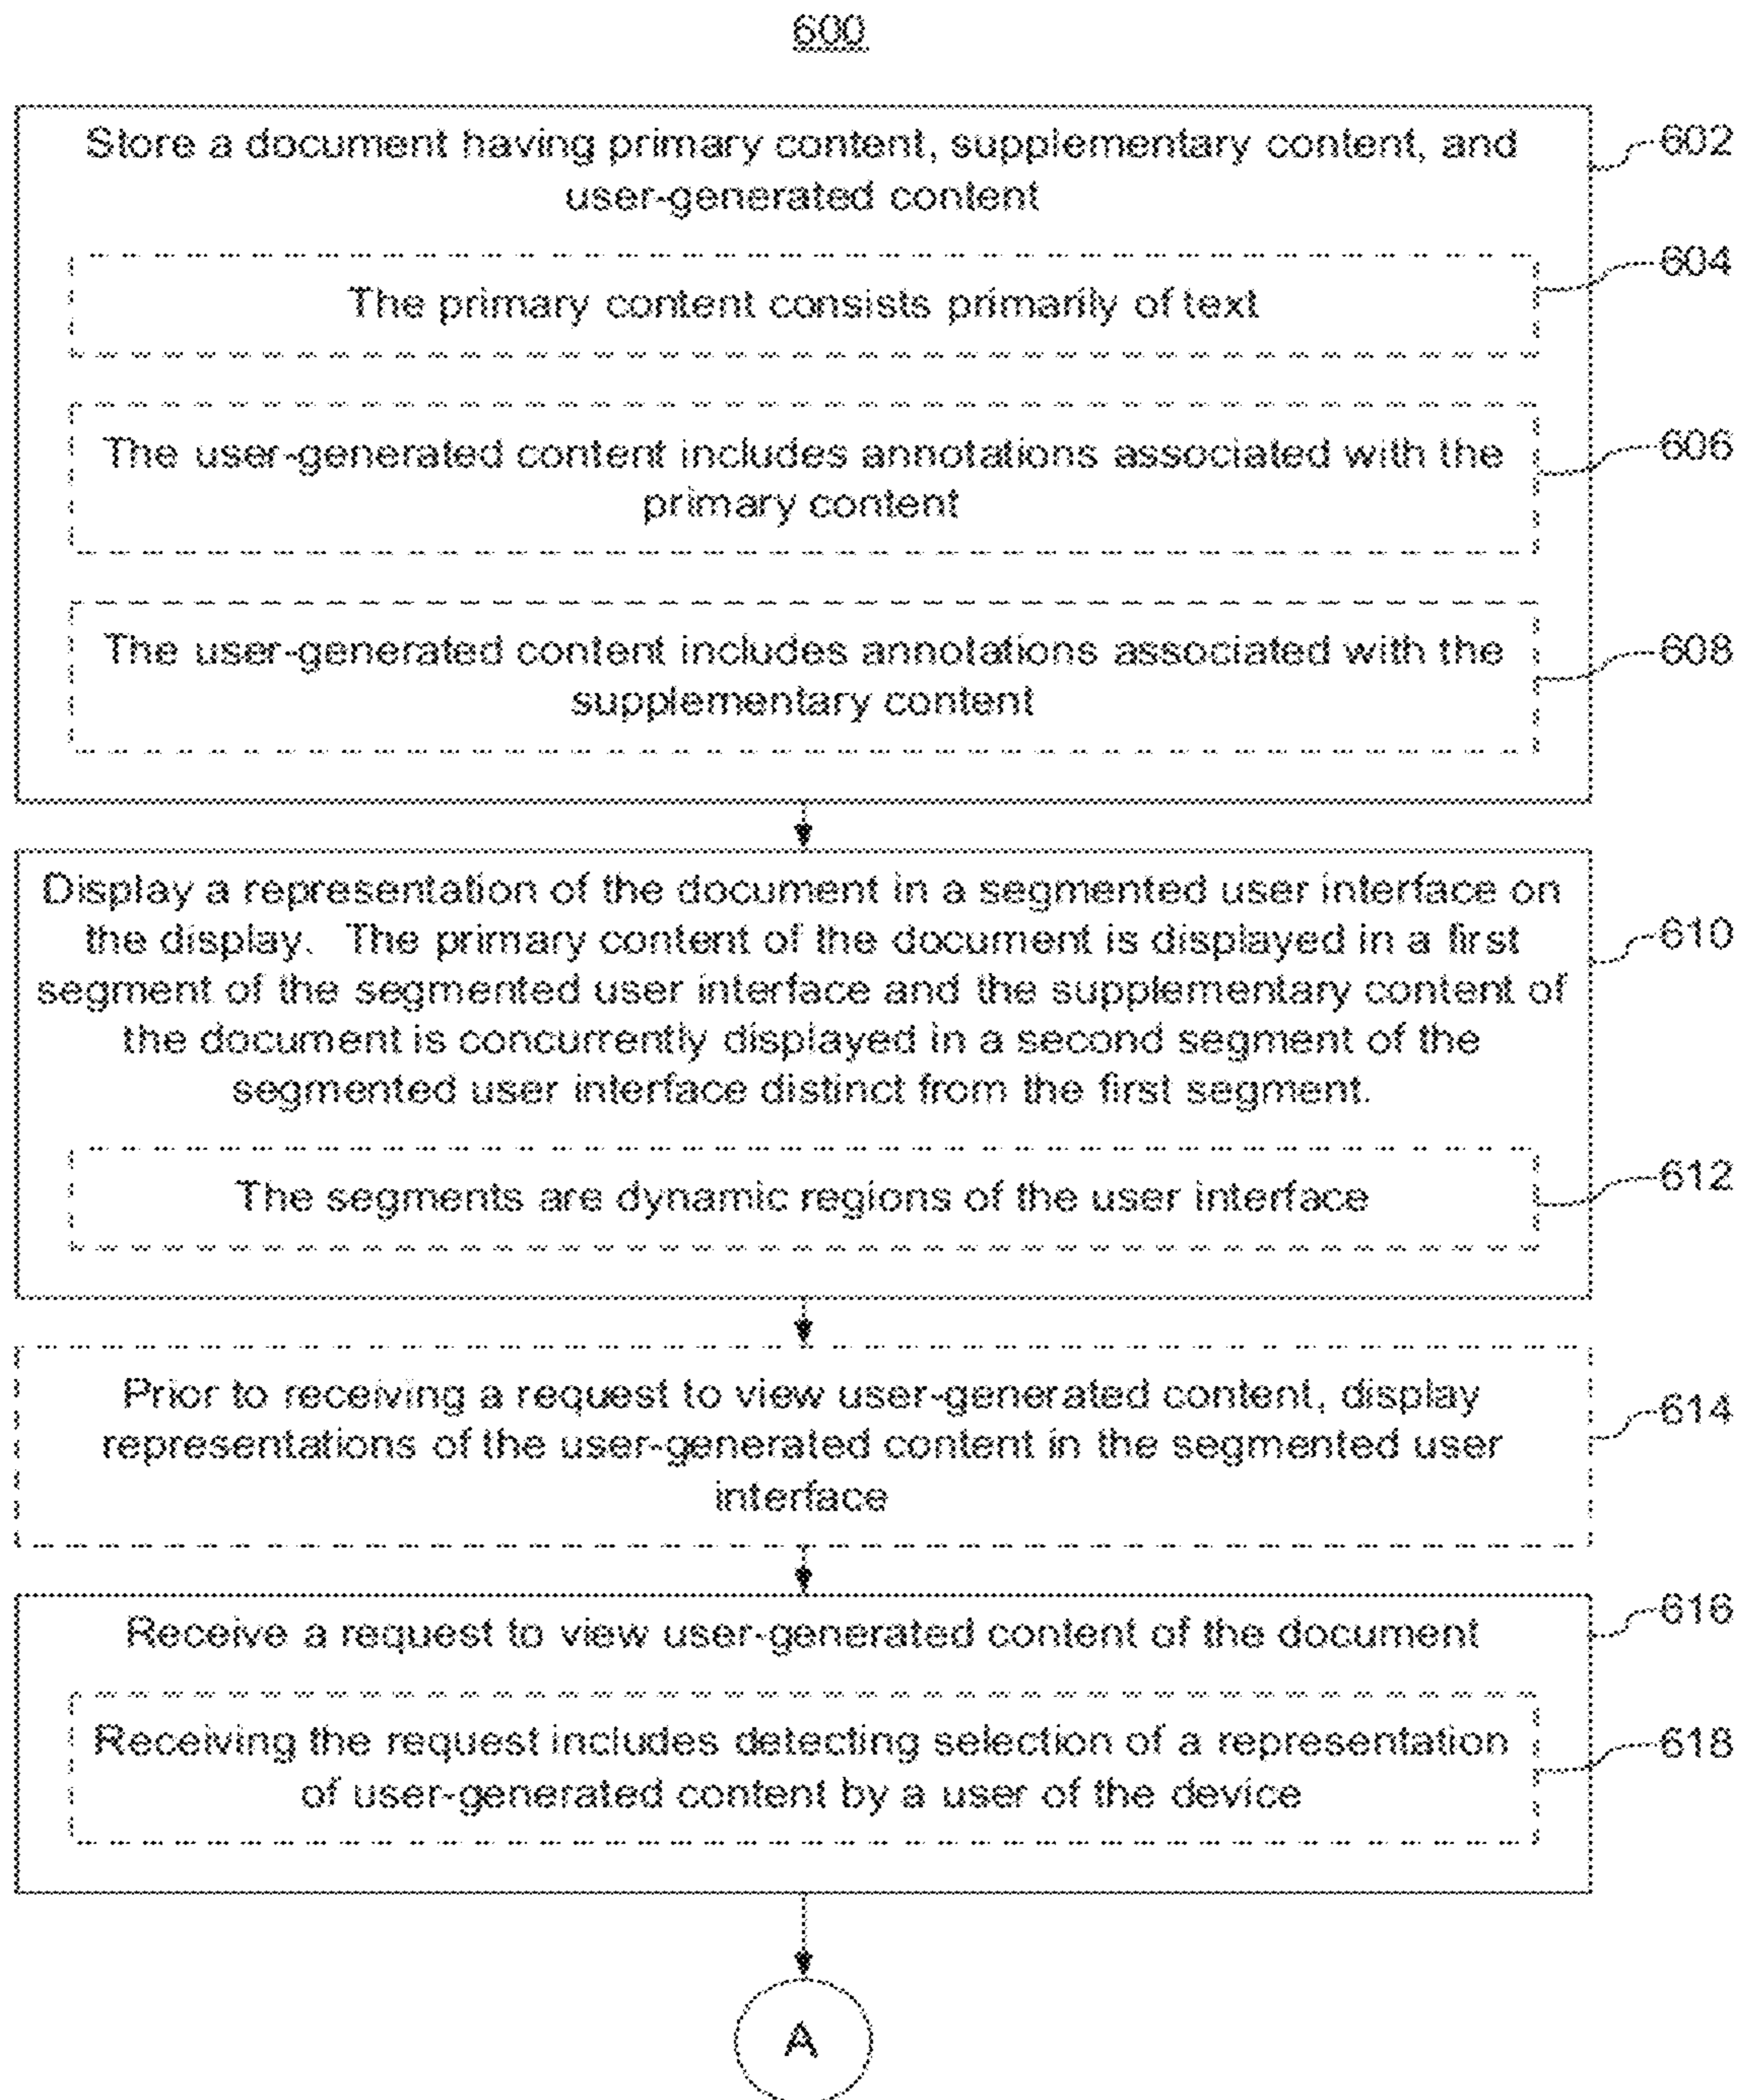 600
Store a document having primary content, supplementary content, and
user-generated content
602
The primary content consists primarily of text
604
The user-generated content includes annotations associated with the
primary content
606
The user-generated content includes annotations associated with the
supplementary content
608
Display a representation of the document in a segmented user interface on
the display. The primary content of the document is displayed in a first
segment of the segmented user interface and the supplementary content of
the document is concurrently displayed in a second segment of the
segmented user interface distinct from the first segment.
610
The segments are dynamic regions of the user interface
612
Prior to receiving a request to view user-generated content, display
representations of the user-generated content in the segmented user
interface
614
Receive a request to view user-generated content of the document
616
Receiving the request includes detecting selection of a representation
of user-generated content by a user of the device
618
A